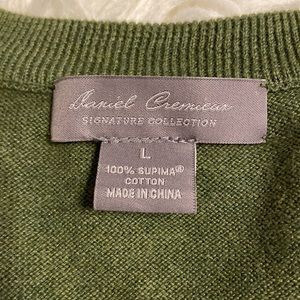 Daniel Cremieux
SIGNATURE COLLECTION
L
100% SUPIMA®
COTTON
MADE IN CHINA